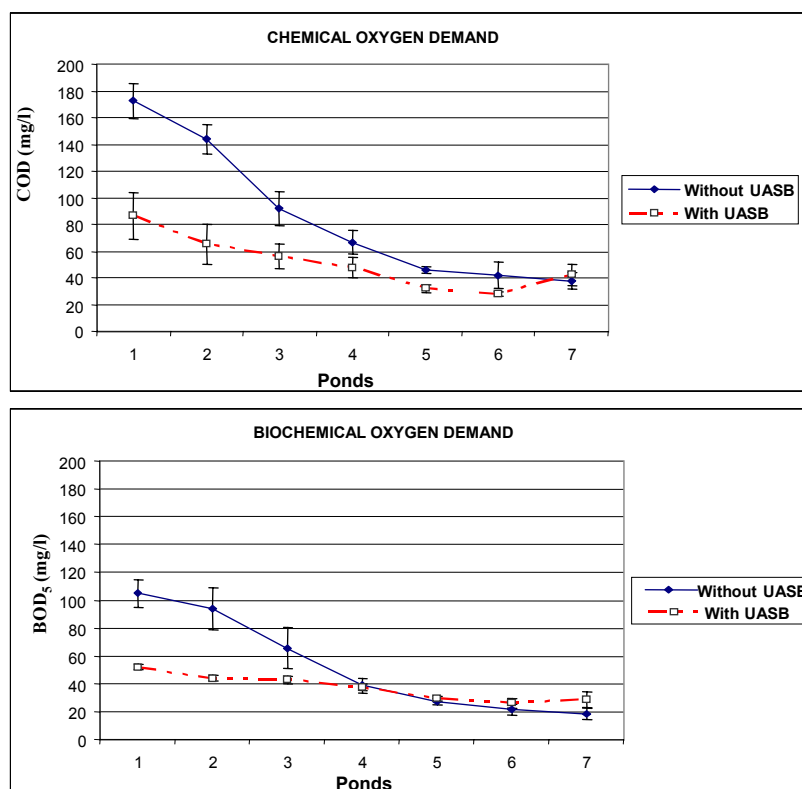 CHEMICAL OXYGEN DEMAND
200
180
160
140
120
100
80
60
40
20
0
COD (mg/l)
1 2 3 4 5 6 7
Ponds
Without UASB
With UASB
BIOCHEMICAL OXYGEN DEMAND
200
180
160
140
120
100
80
60
40
20
0
BOD₅ (mg/l)
1 2 3 4 5 6 7
Ponds
Without UASB
With UASB